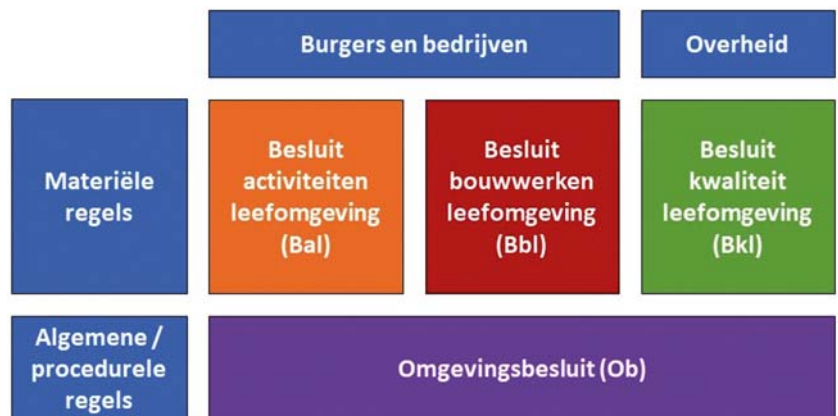 Burgers en bedrijven
Overheid
Materiële
regels
Besluit
activiteiten
leefomgeving
(Bal)
Besluit
bouwwerken
leefomgeving
(Bbl)
Besluit
kwaliteit
leefomgeving
(Bkl)
Algemene /
procedurele
regels
Omgevingsbesluit (Ob)